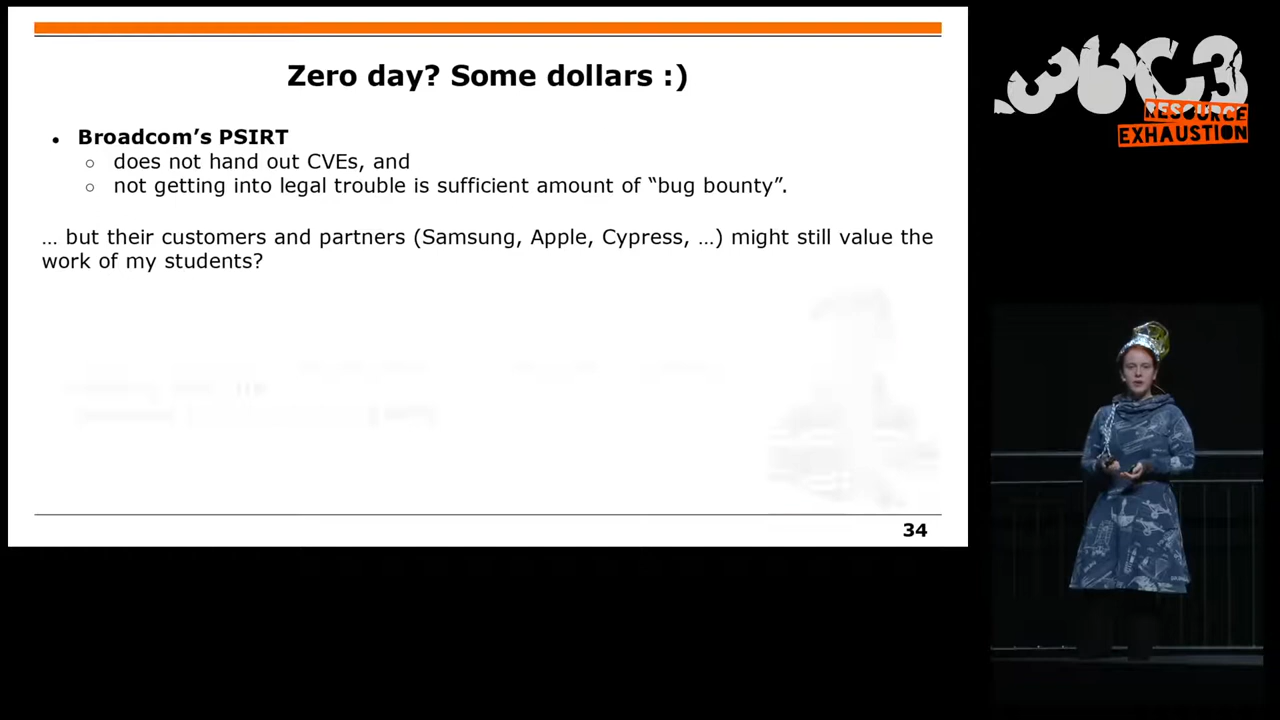 Zero day? Some dollars :)
• Broadcom’s PSIRT
○ does not hand out CVEs, and
○ not getting into legal trouble is sufficient amount of “bug bounty”.
… but their customers and partners (Samsung, Apple, Cypress, …) might still value the
work of my students?
34
36C3
RESOURCE
EXHAUSTION